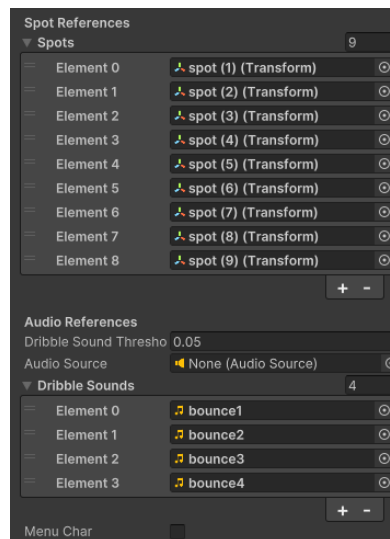 Spot References
Spots 9
Element 0 spot (1) (Transform)
Element 1 spot (2) (Transform)
Element 2 spot (3) (Transform)
Element 3 spot (4) (Transform)
Element 4 spot (5) (Transform)
Element 5 spot (6) (Transform)
Element 6 spot (7) (Transform)
Element 7 spot (8) (Transform)
Element 8 spot (9) (Transform)
+ -
Audio References
Dribble Sound Thresho 0.05
Audio Source None (Audio Source)
Dribble Sounds 4
Element 0 bounce1
Element 1 bounce2
Element 2 bounce3
Element 3 bounce4
+ -
Menu Char